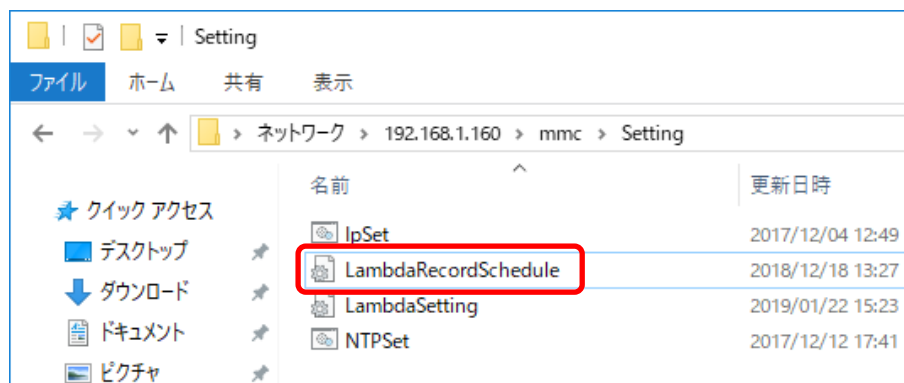 Setting
ファイル ホーム 共有 表示
ネットワーク > 192.168.1.160 > mmc > Setting
名前 更新日時
クイック アクセス
IpSet 2017/12/04 12:49
デスクトップ
LambdaRecordSchedule 2018/12/18 13:27
ダウンロード
LambdaSetting 2019/01/22 15:23
ドキュメント
NTPSet 2017/12/12 17:41
ピクチャ